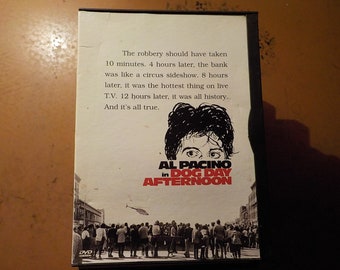 The robbery should have taken
10 minutes. 4 hours later, the bank
was like a circus sideshow. 8 hours
later, it was the hottest thing on live
T.V. 12 hours later, it was all history.
And it's all true.
AL PACINO
in DOG DAY
AFTERNOON
DVD